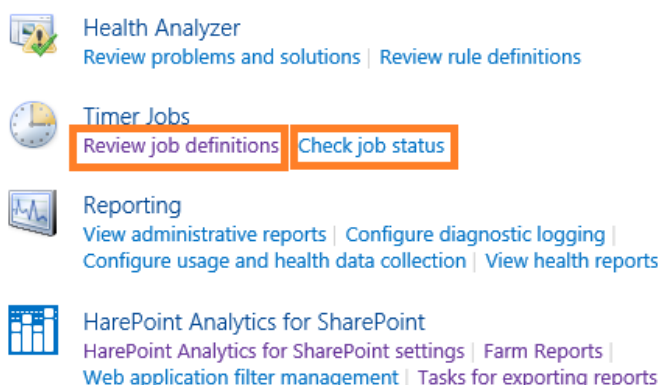 Health Analyzer
Review problems and solutions | Review rule definitions
Timer Jobs
Review job definitions Check job status
Reporting
View administrative reports | Configure diagnostic logging |
Configure usage and health data collection | View health reports
HarePoint Analytics for SharePoint
HarePoint Analytics for SharePoint settings | Farm Reports |
Web application filter management | Tasks for exporting reports